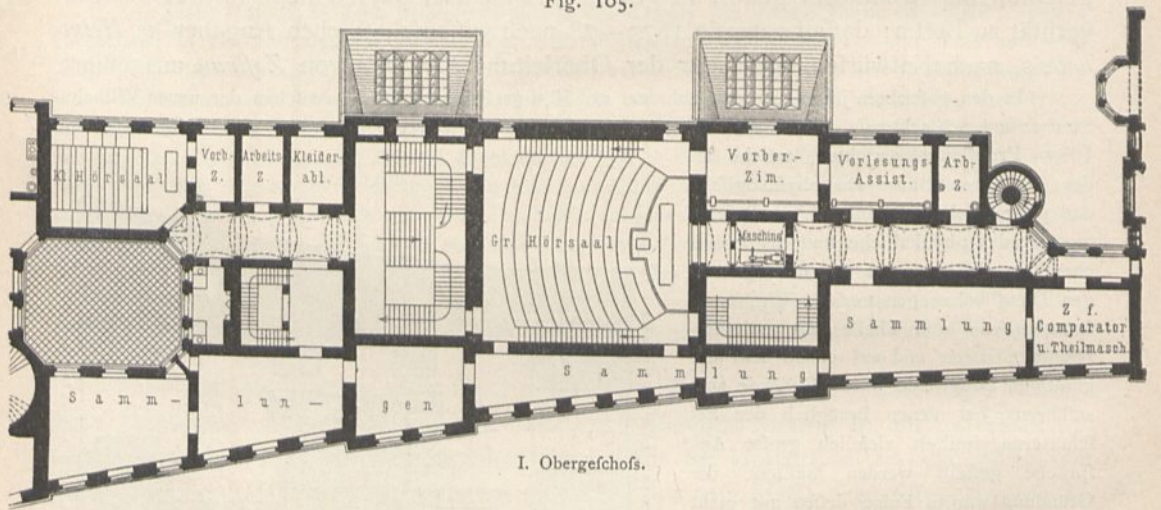 Fig. 105.
Kl. Hörsaal
Vorb.-
Z.
Arbeits
Z
Kleider-
abl.
Gr. Hörsaal
Vorber.-
Zim.
Vorlesungs-
Assist.
Arb.-
Z.
Maschine
Sammlung
Z f.
Comparator
u Theilmasch.
Samm-
lun-
gen
Sammlung
I. Obergeſchoſs.